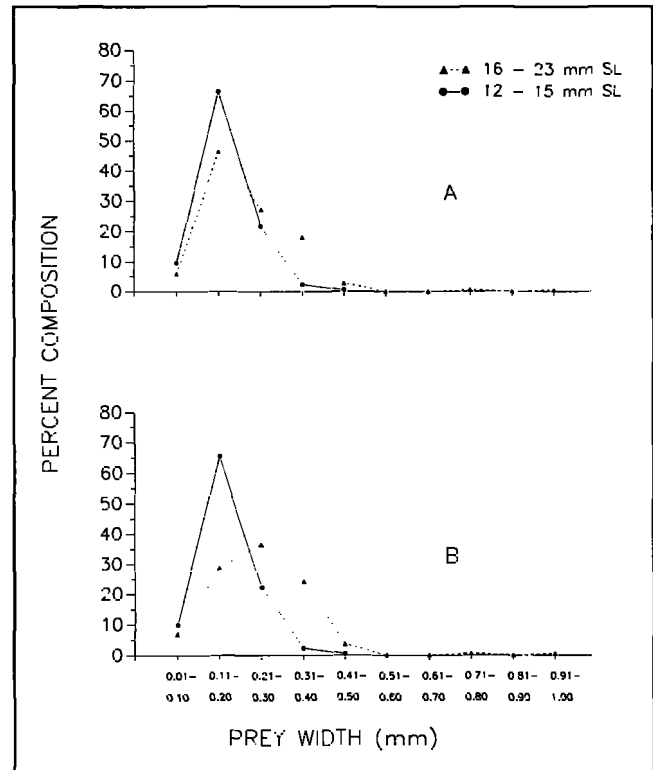 80
70
60
50
40
30
20
10
0
16 – 23 mm SL
12 – 15 mm SL
A
PERCENT COMPOSITION
80
70
60
50
40
30
20
10
0
B
0.01– 0.11– 0.21– 0.31– 0.41– 0.51– 0.61– 0.71– 0.81– 0.91–
0.10 0.20 0.30 0.40 0.50 0.60 0.70 0.80 0.90 1.00
PREY WIDTH (mm)